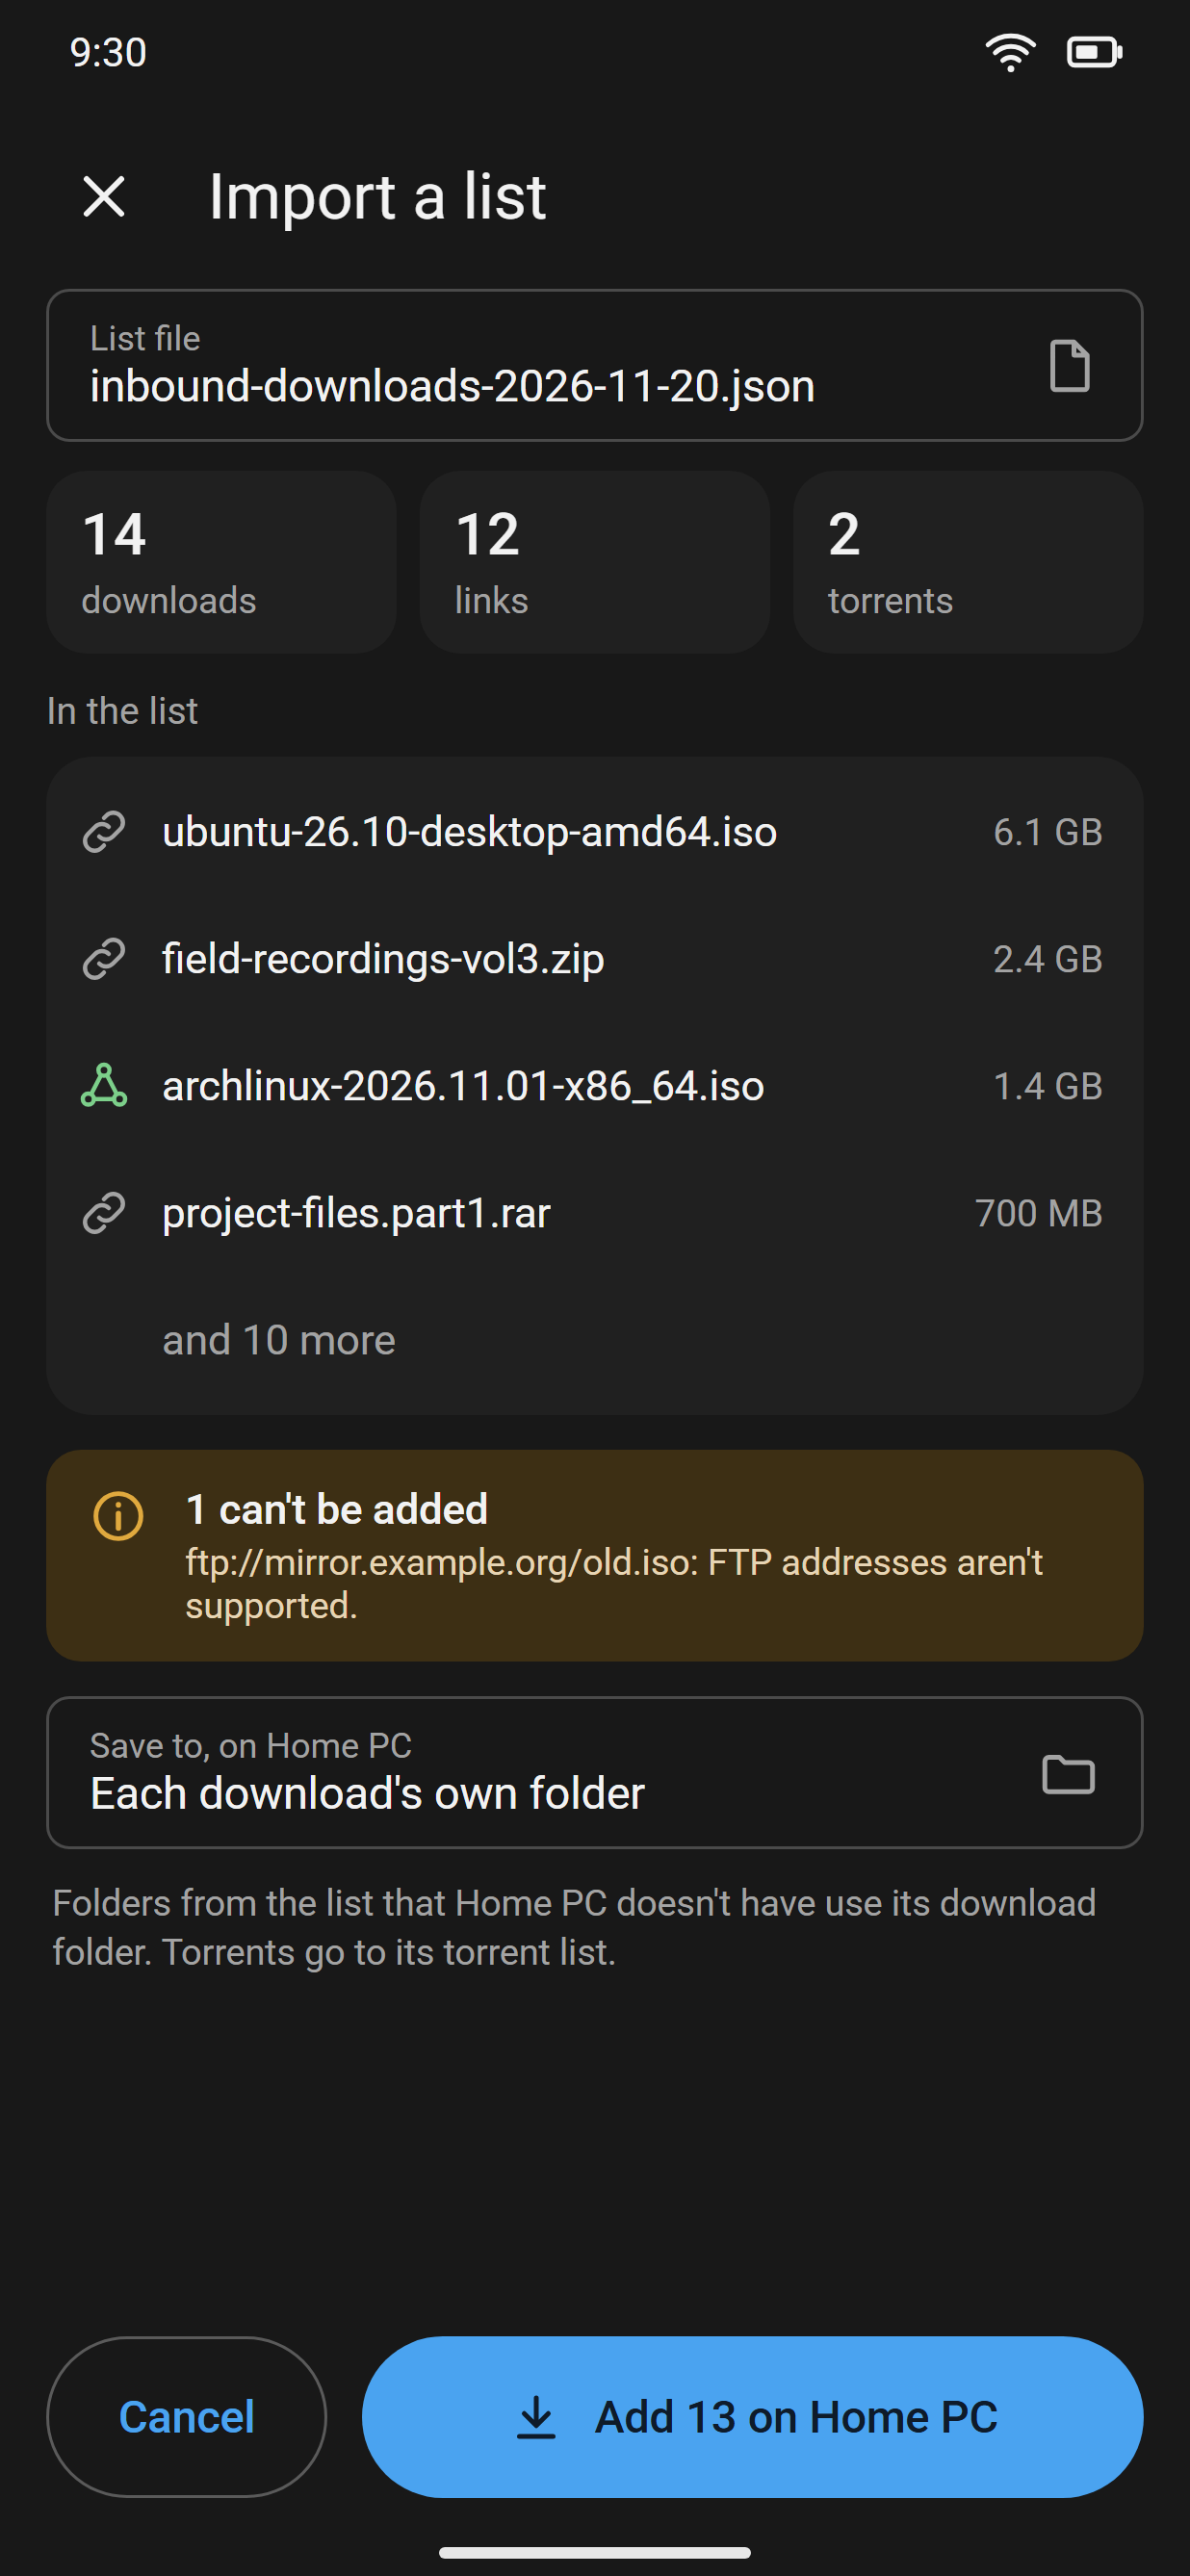 9:30
Import a list
List file
inbound-downloads-2026-11-20.json
14
downloads
12
links
2
torrents
In the list
ubuntu-26.10-desktop-amd64.iso 6.1 GB
field-recordings-vol3.zip 2.4 GB
archlinux-2026.11.01-x86_64.iso 1.4 GB
project-files.part1.rar 700 MB
and 10 more
1 can't be added
ftp://mirror.example.org/old.iso: FTP addresses aren't
supported.
Save to, on Home PC
Each download's own folder
Folders from the list that Home PC doesn't have use its download
folder. Torrents go to its torrent list.
Cancel
Add 13 on Home PC